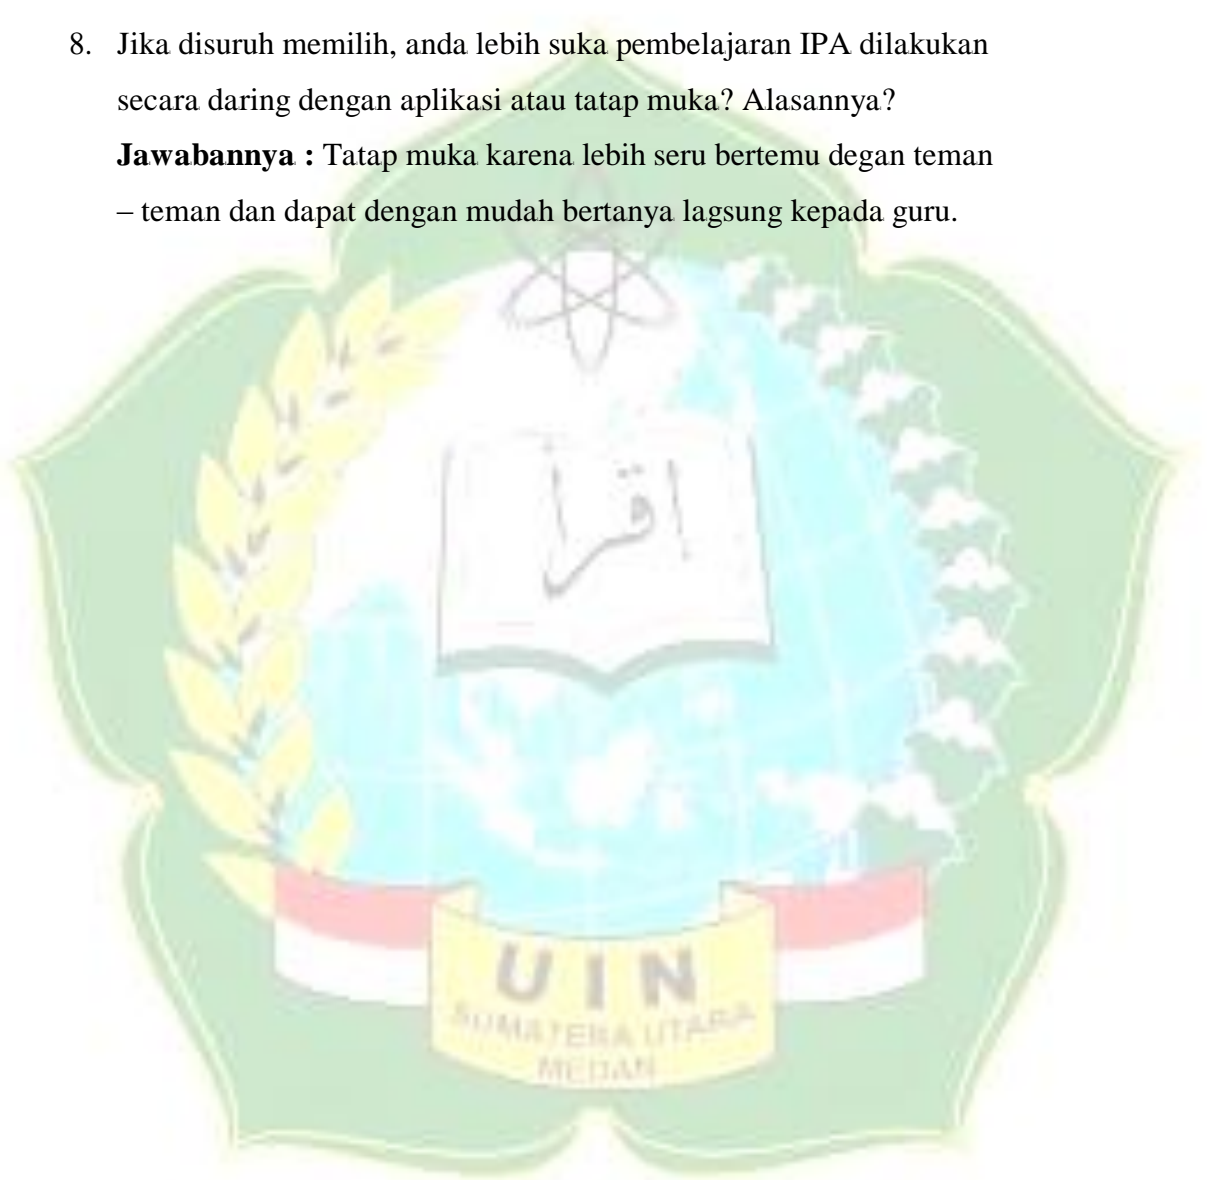 8. Jika disuruh memilih, anda lebih suka pembelajaran IPA dilakukan
secara daring dengan aplikasi atau tatap muka? Alasannya?
Jawabannya : Tatap muka karena lebih seru bertemu degan teman
– teman dan dapat dengan mudah bertanya lagsung kepada guru.
اقرأ
UIN
SUMATERA UTARA
MEDAN